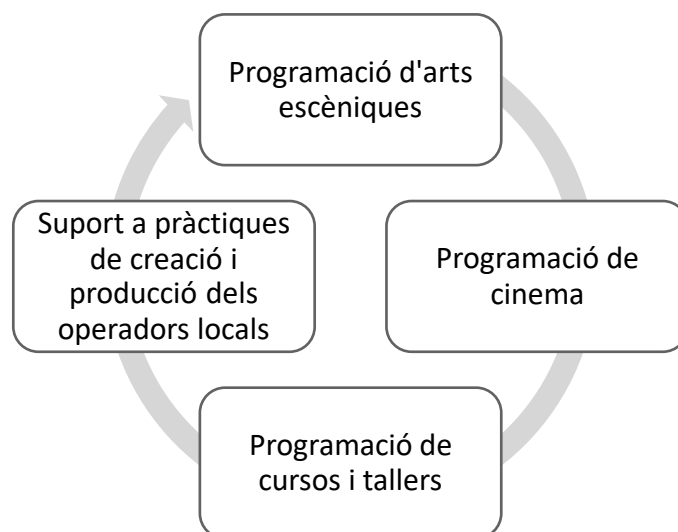 Programació d'arts
escèniques
Programació de
cinema
Programació de
cursos i tallers
Suport a pràctiques
de creació i
producció dels
operadors locals